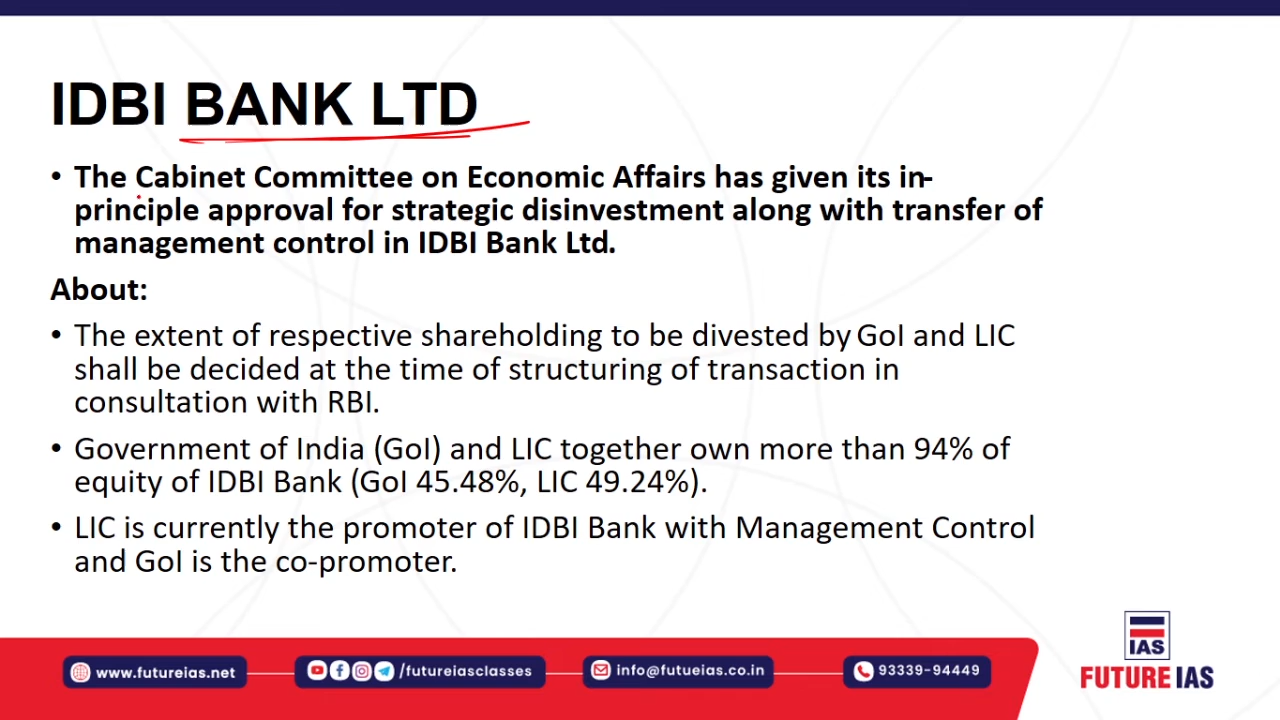 IDBI BANK LTD
• The Cabinet Committee on Economic Affairs has given its in-
principle approval for strategic disinvestment along with transfer of
management control in IDBI Bank Ltd.
About:
• The extent of respective shareholding to be divested by GoI and LIC
shall be decided at the time of structuring of transaction in
consultation with RBI.
• Government of India (GoI) and LIC together own more than 94% of
equity of IDBI Bank (GoI 45.48%, LIC 49.24%).
• LIC is currently the promoter of IDBI Bank with Management Control
and GoI is the co-promoter.
IAS
FUTURE IAS
www.futureias.net
/futureiasclasses
info@futueias.co.in
93339-94449